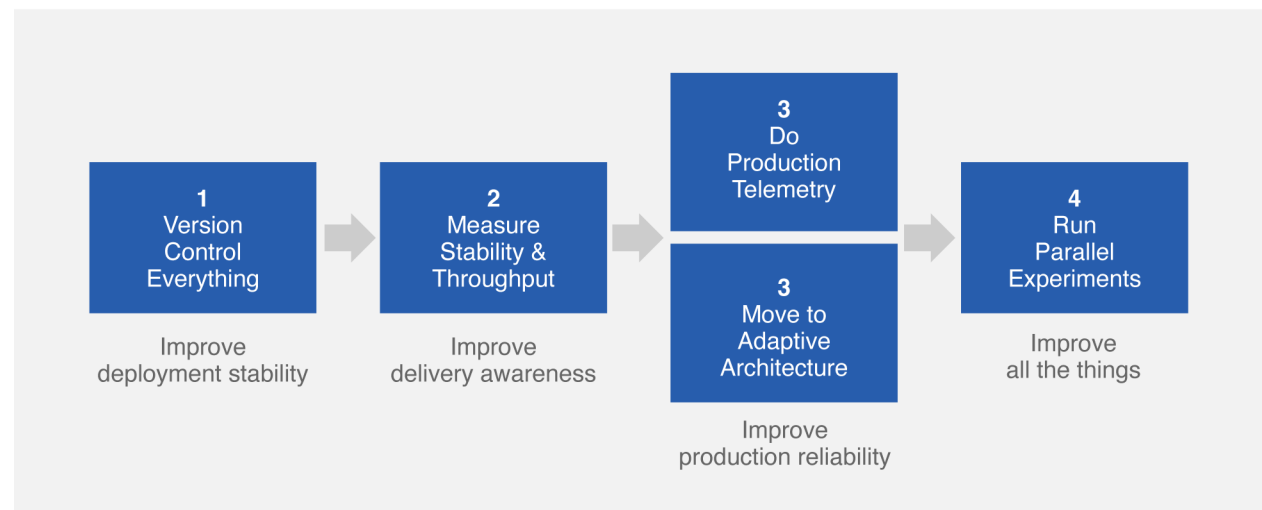 1
Version
Control
Everything
Improve
deployment stability
2
Measure
Stability &
Throughput
Improve
delivery awareness
3
Do
Production
Telemetry
3
Move to
Adaptive
Architecture
Improve
production reliability
4
Run
Parallel
Experiments
Improve
all the things